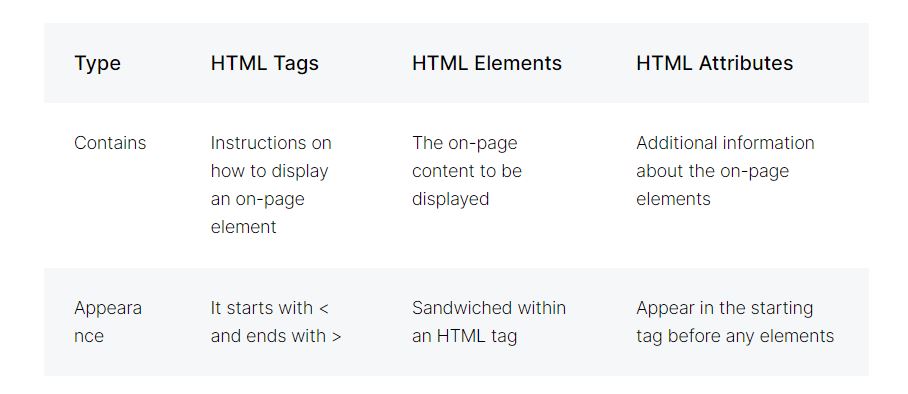 Type HTML Tags HTML Elements HTML Attributes
Contains Instructions on The on-page Additional information
how to display content to be about the on-page
an on-page displayed elements
element
Appeara It starts with < Sandwiched within Appear in the starting
nce and ends with > an HTML tag tag before any elements